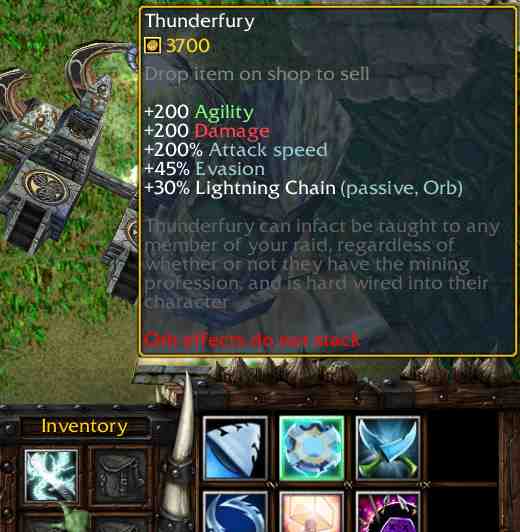 Thunderfury
3700
Drop item on shop to sell
+200 Agility
+200 Damage
+200% Attack speed
+45% Evasion
+30% Lightning Chain (passive, Orb)
Thunderfury can infact be taught to any
member of your raid, regardless of
whether or not they have the mining
profession, and is hard wired into their
character
Orb effects do not stack
Inventory